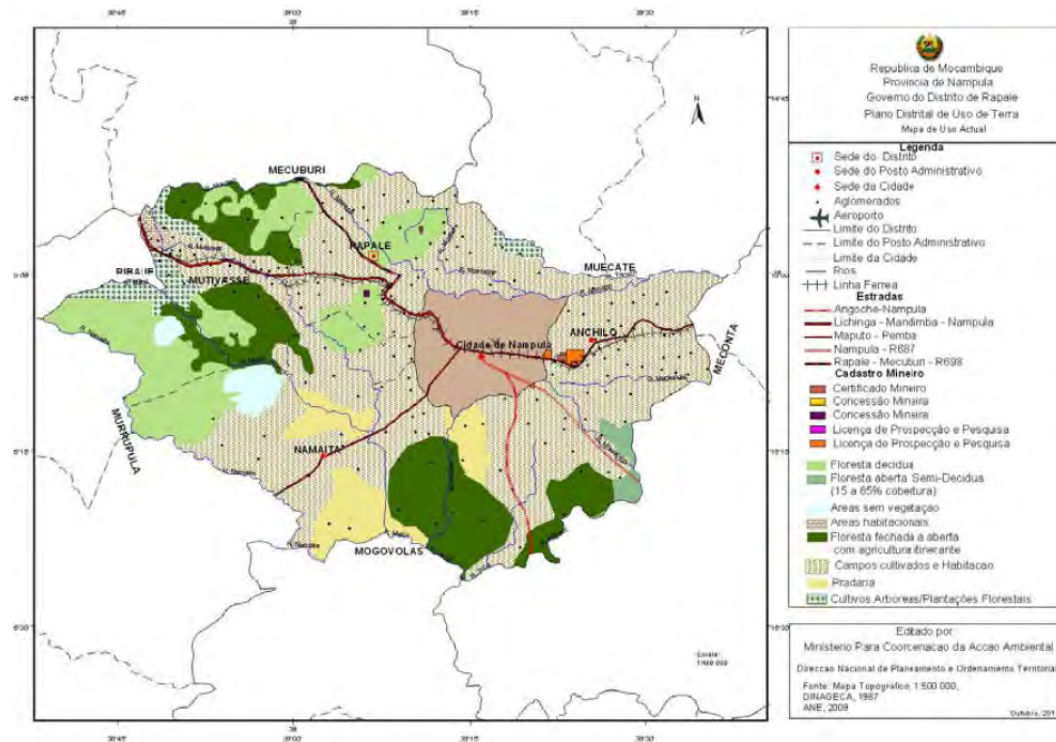 MECUBURI
RAPALE
MUTIVASSE
MUECATE
ANCHILO
MECONTA
Cidade de Nampula
MURRUPULA
NAMAITA
MOGOVOLAS
N
Republica de Moçambique
Provincia de Nampula
Governo do Distrito de Rapale
Plano Distrital de Uso de Terra
Mapa de Uso Actual
Legenda
Sede do Distrito
Sede do Posto Administrativo
Sede da Cidade
Aglomerados
Aeroporto
Limite do Distrito
Limite do Posto Administrativo
Limite da Cidade
Rios
Linha Ferrea
Estradas
Angoche-Nampula
Lichinga - Mandimba - Nampula
Maputo - Pemba
Nampula - R687
Rapale - Mecuburi - R698
Cadastro Mineiro
Certificado Mineiro
Concessão Mineira
Concessão Mineira
Licença de Prospecção e Pesquisa
Licença de Prospecção e Pesquisa
Floresta decidua
Floresta aberta Semi-Decidua
(15 a 65% cobertura)
Areas sem vegetação
Areas habitacionais
Floresta fechada a aberta
com agricultura itinerante
Campos cultivados e Habitacao
Pradaria
Cultivos Arboreas/Plantações Florestais
Editado por
Ministerio Para Coorcenacao da Accao Ambiental
Direccao Nacional de Planeamento e Ordenamento Territorial
Fonte: Mapa Topografico, 1:500 000,
DINAGECA, 1987
ANE, 2009